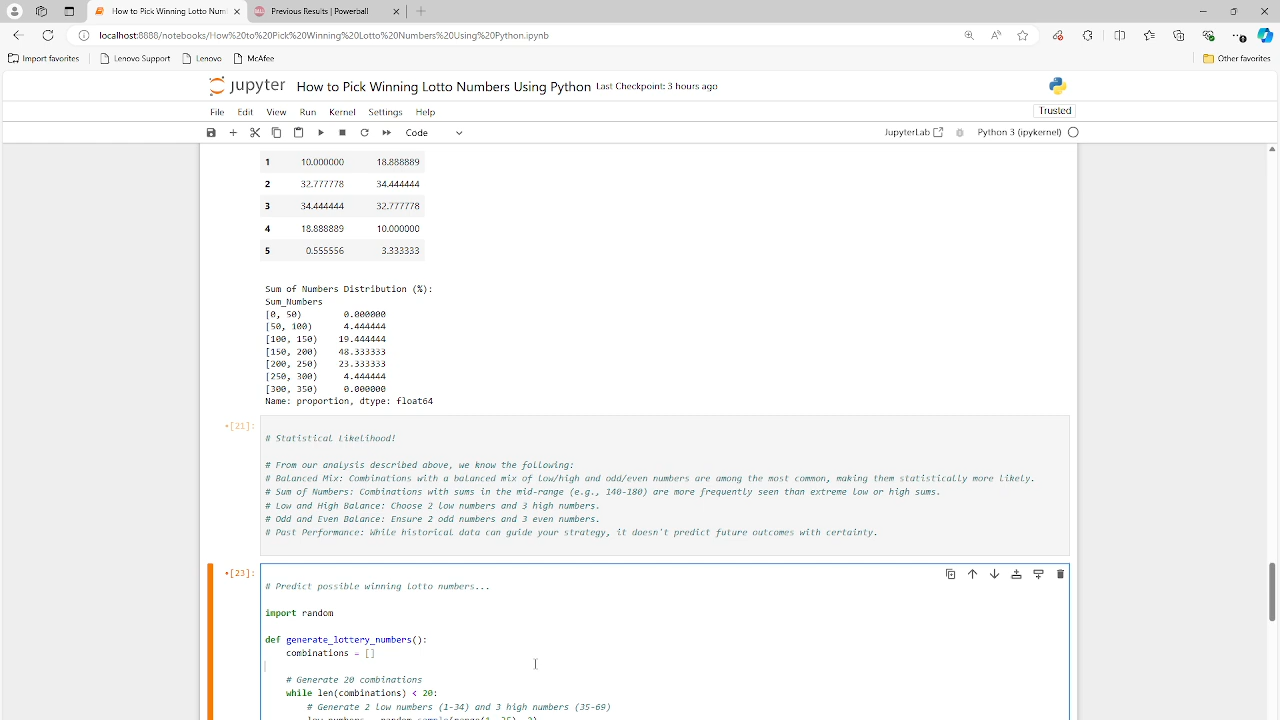 How to Pick Winning Lotto Num
Previous Results | Powerball
localhost:8888/notebooks/How%20to%20Pick%20Winning%20Lotto%20Numbers%20Using%20Python.ipynb
Import favorites
Lenovo Support
Lenovo
McAfee
Other favorites
jupyter How to Pick Winning Lotto Numbers Using Python Last Checkpoint: 3 hours ago
File Edit View Run Kernel Settings Help
Trusted
Code
JupyterLab
Python 3 (ipykernel)
1 10.000000 18.888889
2 32.777778 34.444444
3 34.444444 32.777778
4 18.888889 10.000000
5 0.555556 3.333333
Sum of Numbers Distribution (%):
Sum_Numbers
[0, 50) 0.000000
[50, 100) 4.444444
[100, 150) 19.444444
[150, 200) 48.333333
[200, 250) 23.333333
[250, 300) 4.444444
[300, 350) 0.000000
Name: proportion, dtype: float64
•[21]:
# Statistical Likelihood!
# From our analysis described above, we know the following:
# Balanced Mix: Combinations with a balanced mix of low/high and odd/even numbers are among the most common, making them statistically more likely.
# Sum of Numbers: Combinations with sums in the mid-range (e.g., 140-180) are more frequently seen than extreme low or high sums.
# Low and High Balance: Choose 2 low numbers and 3 high numbers.
# Odd and Even Balance: Ensure 2 odd numbers and 3 even numbers.
# Past Performance: While historical data can guide your strategy, it doesn't predict future outcomes with certainty.
•[23]:
# Predict possible winning lotto numbers...
import random
def generate_lottery_numbers():
combinations = []
# Generate 20 combinations
while len(combinations) < 20:
# Generate 2 low numbers (1-34) and 3 high numbers (35-69)
low_numbers = random.sample(range(1, 35), 2)